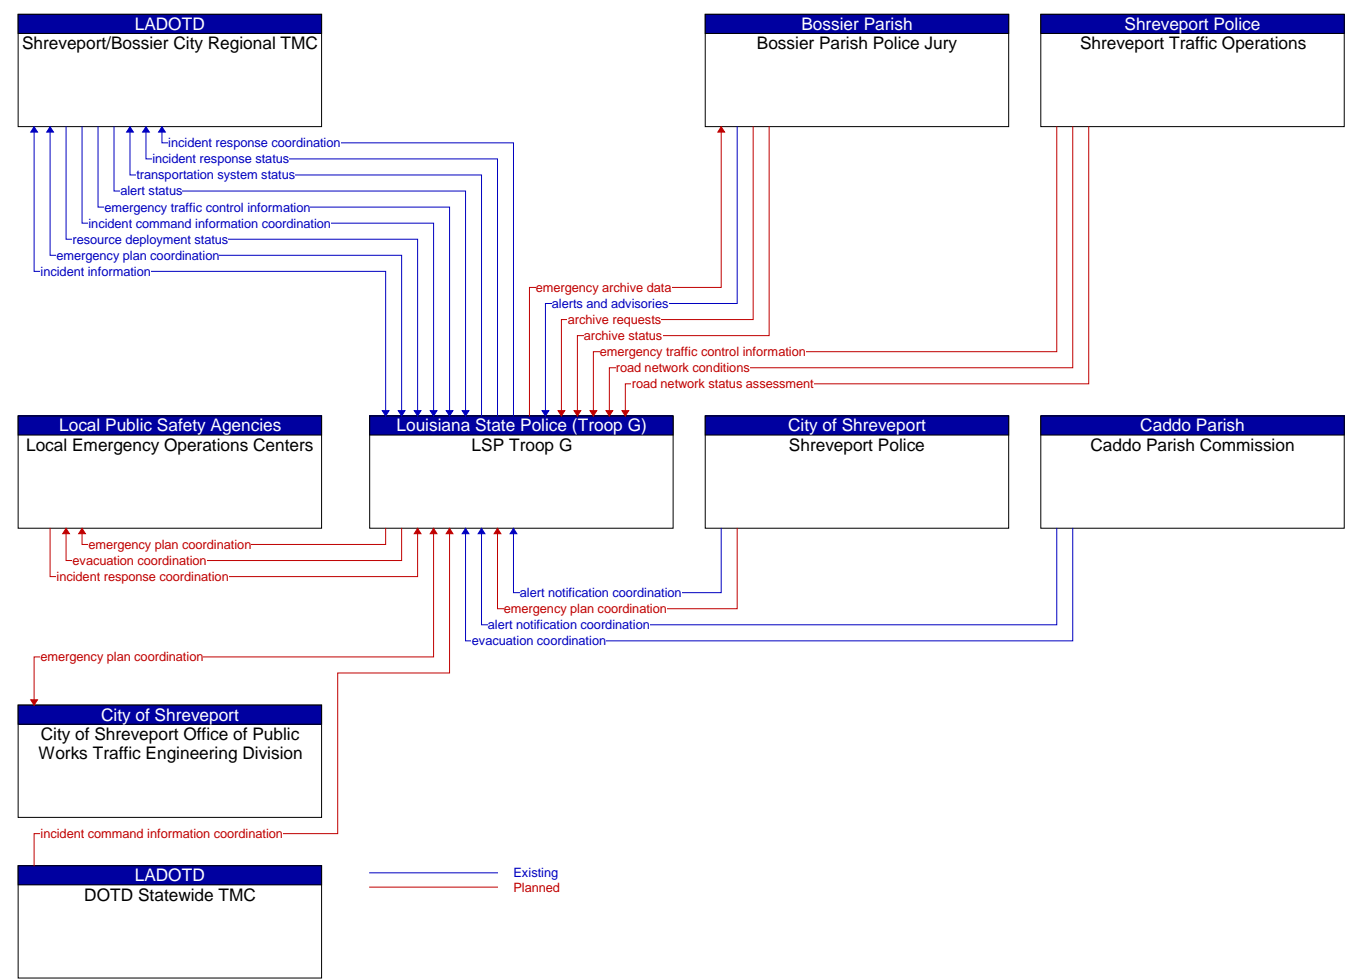 LADOTD
Shreveport/Bossier City Regional TMC
Bossier Parish
Bossier Parish Police Jury
Shreveport Police
Shreveport Traffic Operations
incident response coordination
incident response status
transportation system status
alert status
emergency traffic control information
incident command information coordination
resource deployment status
emergency plan coordination
incident information
emergency archive data
alerts and advisories
archive requests
archive status
emergency traffic control information
road network conditions
road network status assessment
Local Public Safety Agencies
Local Emergency Operations Centers
Louisiana State Police (Troop G)
LSP Troop G
City of Shreveport
Shreveport Police
Caddo Parish
Caddo Parish Commission
emergency plan coordination
evacuation coordination
incident response coordination
alert notification coordination
emergency plan coordination
alert notification coordination
evacuation coordination
emergency plan coordination
City of Shreveport
City of Shreveport Office of Public
Works Traffic Engineering Division
incident command information coordination
LADOTD
DOTD Statewide TMC
Existing
Planned